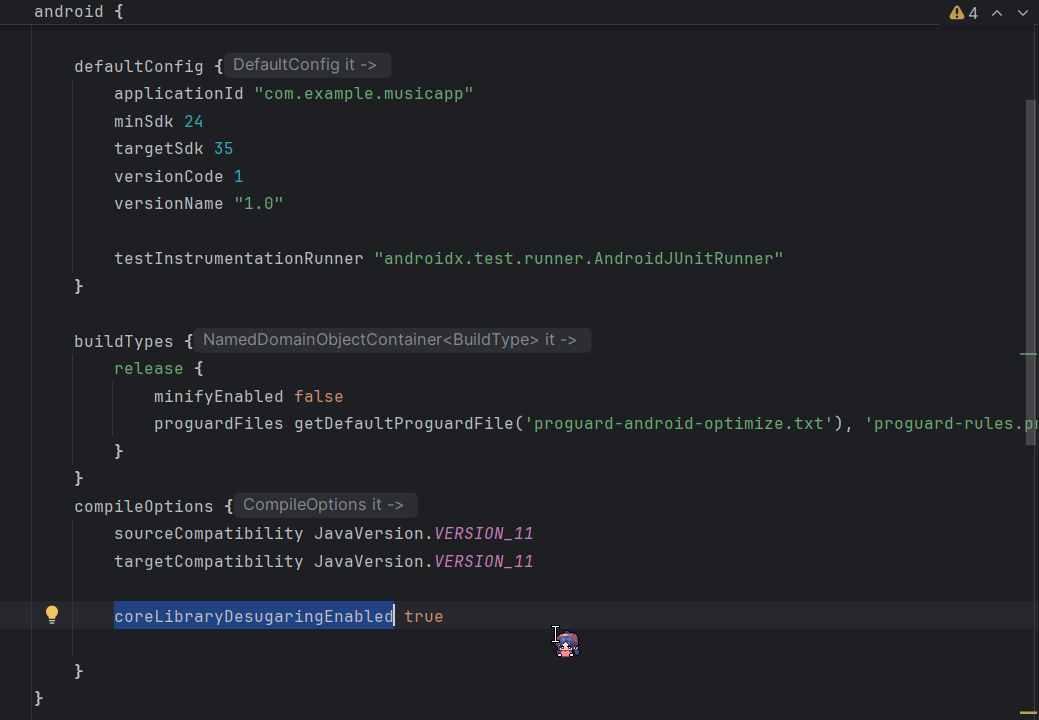 android {
4
defaultConfig { DefaultConfig it ->
applicationId "com.example.musicapp"
minSdk 24
targetSdk 35
versionCode 1
versionName "1.0"
testInstrumentationRunner "androidx.test.runner.AndroidJUnitRunner"
}
buildTypes { NamedDomainObjectContainer<BuildType> it ->
release {
minifyEnabled false
proguardFiles getDefaultProguardFile('proguard-android-optimize.txt'), 'proguard-rules.pr
}
}
compileOptions { CompileOptions it ->
sourceCompatibility JavaVersion.VERSION_11
targetCompatibility JavaVersion.VERSION_11
coreLibraryDesugaringEnabled true
}
}